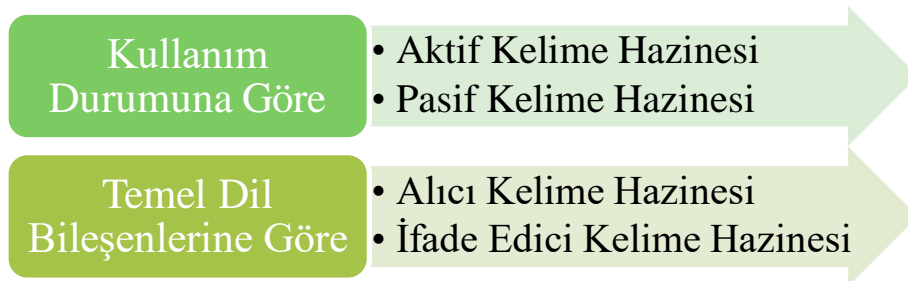 Kullanım
Durumuna Göre
• Aktif Kelime Hazinesi
• Pasif Kelime Hazinesi
Temel Dil
Bileşenlerine Göre
• Alıcı Kelime Hazinesi
• İfade Edici Kelime Hazinesi